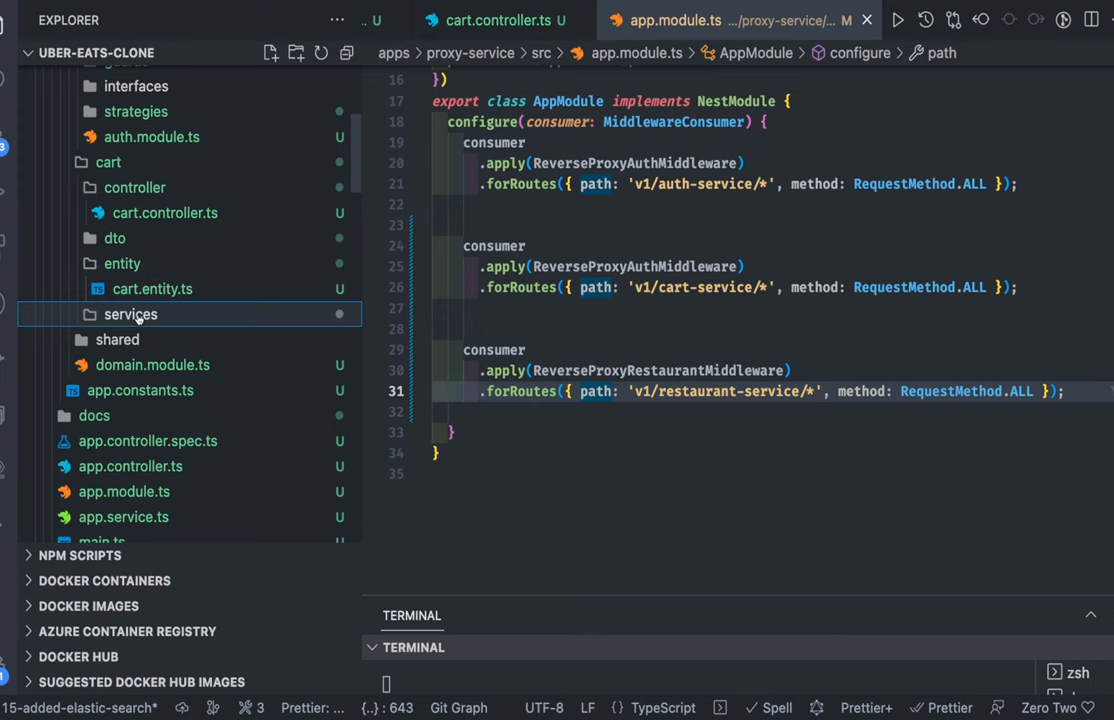 EXPLORER ··· .. U cart.controller.ts U app.module.ts .../proxy-service/... M
UBER-EATS-CLONE
apps > proxy-service > src > app.module.ts > AppModule > configure > path
interfaces
strategies
auth.module.ts U
cart
controller
cart.controller.ts U
dto
entity
cart.entity.ts U
services
shared
domain.module.ts U
app.constants.ts U
docs
app.controller.spec.ts U
app.controller.ts U
app.module.ts U
app.service.ts U
main.ts U
NPM SCRIPTS
DOCKER CONTAINERS
DOCKER IMAGES
AZURE CONTAINER REGISTRY
DOCKER HUB
SUGGESTED DOCKER HUB IMAGES
16 })
17 export class AppModule implements NestModule {
18 configure(consumer: MiddlewareConsumer) {
19 consumer
20 .apply(ReverseProxyAuthMiddleware)
21 .forRoutes({ path: 'v1/auth-service/*', method: RequestMethod.ALL });
22
23
24 consumer
25 .apply(ReverseProxyAuthMiddleware)
26 .forRoutes({ path: 'v1/cart-service/*', method: RequestMethod.ALL });
27
28
29 consumer
30 .apply(ReverseProxyRestaurantMiddleware)
31 .forRoutes({ path: 'v1/restaurant-service/*', method: RequestMethod.ALL });
32
33 }
34 }
35
TERMINAL
TERMINAL
zsh
15-added-elastic-search* 3 Prettier: ... {..} : 643 Git Graph UTF-8 LF {} TypeScript Spell Prettier+ Prettier Zero Two